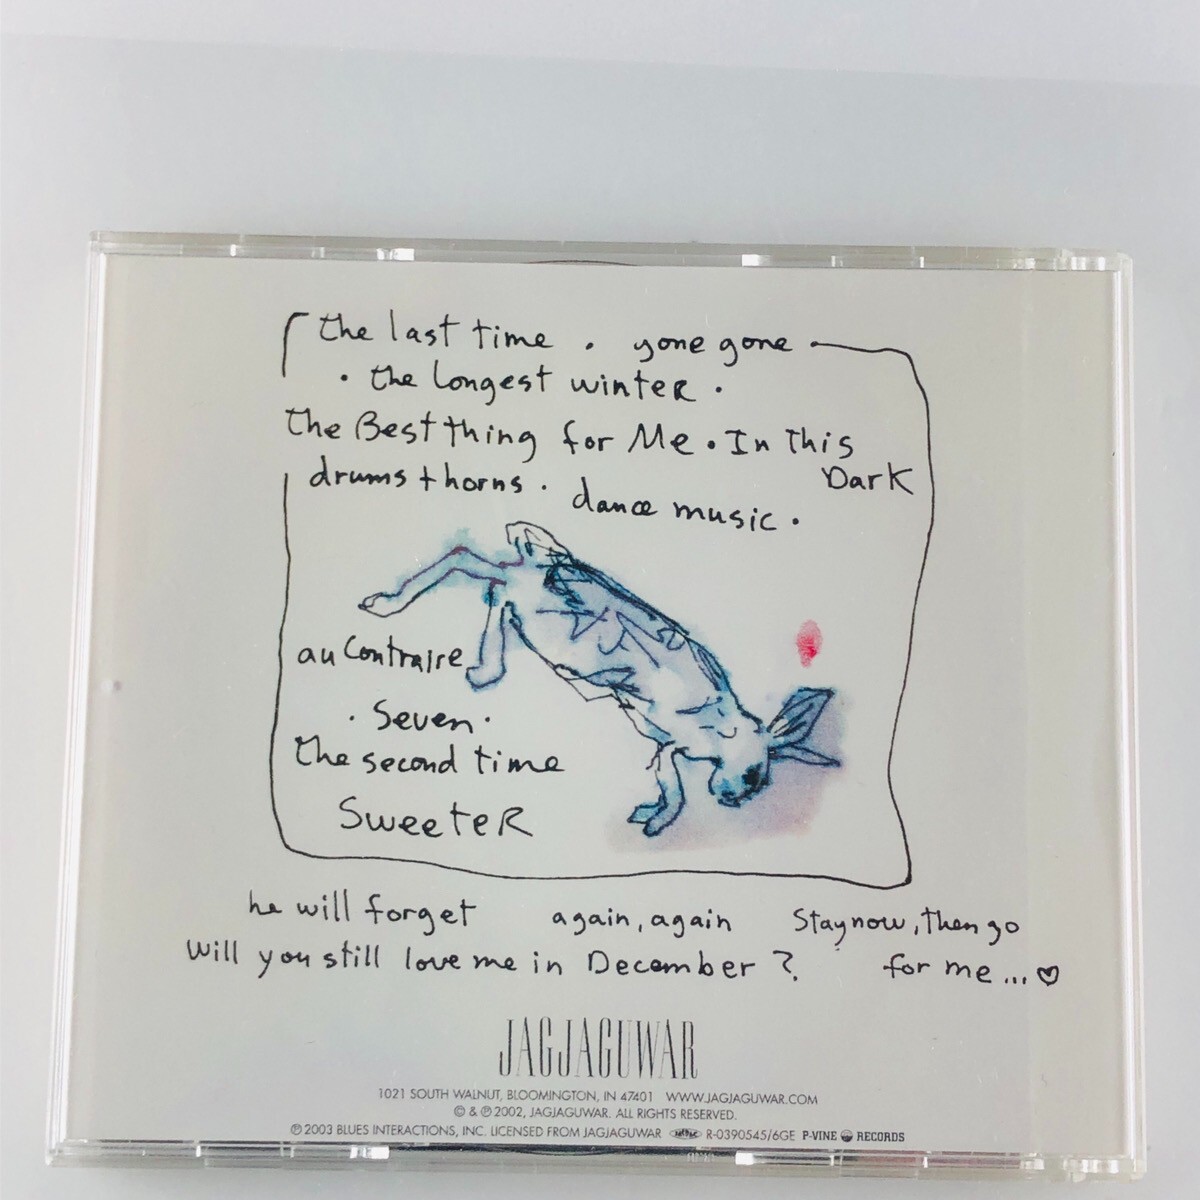 the last time . gone gone
. the longest winter .
the Best thing for Me . In This Dark
drums + horns . dance music .
au Contraire
. Seven .
the second time
Sweeter
he will forget again, again Stay now, then go
Will you still love me in December ? for me ... ♡
JAGJAGUWAR
1021 SOUTH WALNUT, BLOOMINGTON, IN 47401 WWW.JAGJAGUWAR.COM
© & ℗ 2002, JAGJAGUWAR. ALL RIGHTS RESERVED.
℗ 2003 BLUES INTERACTIONS, INC. LICENSED FROM JAGJAGUWAR R-0390545/6GE P-VINE RECORDS